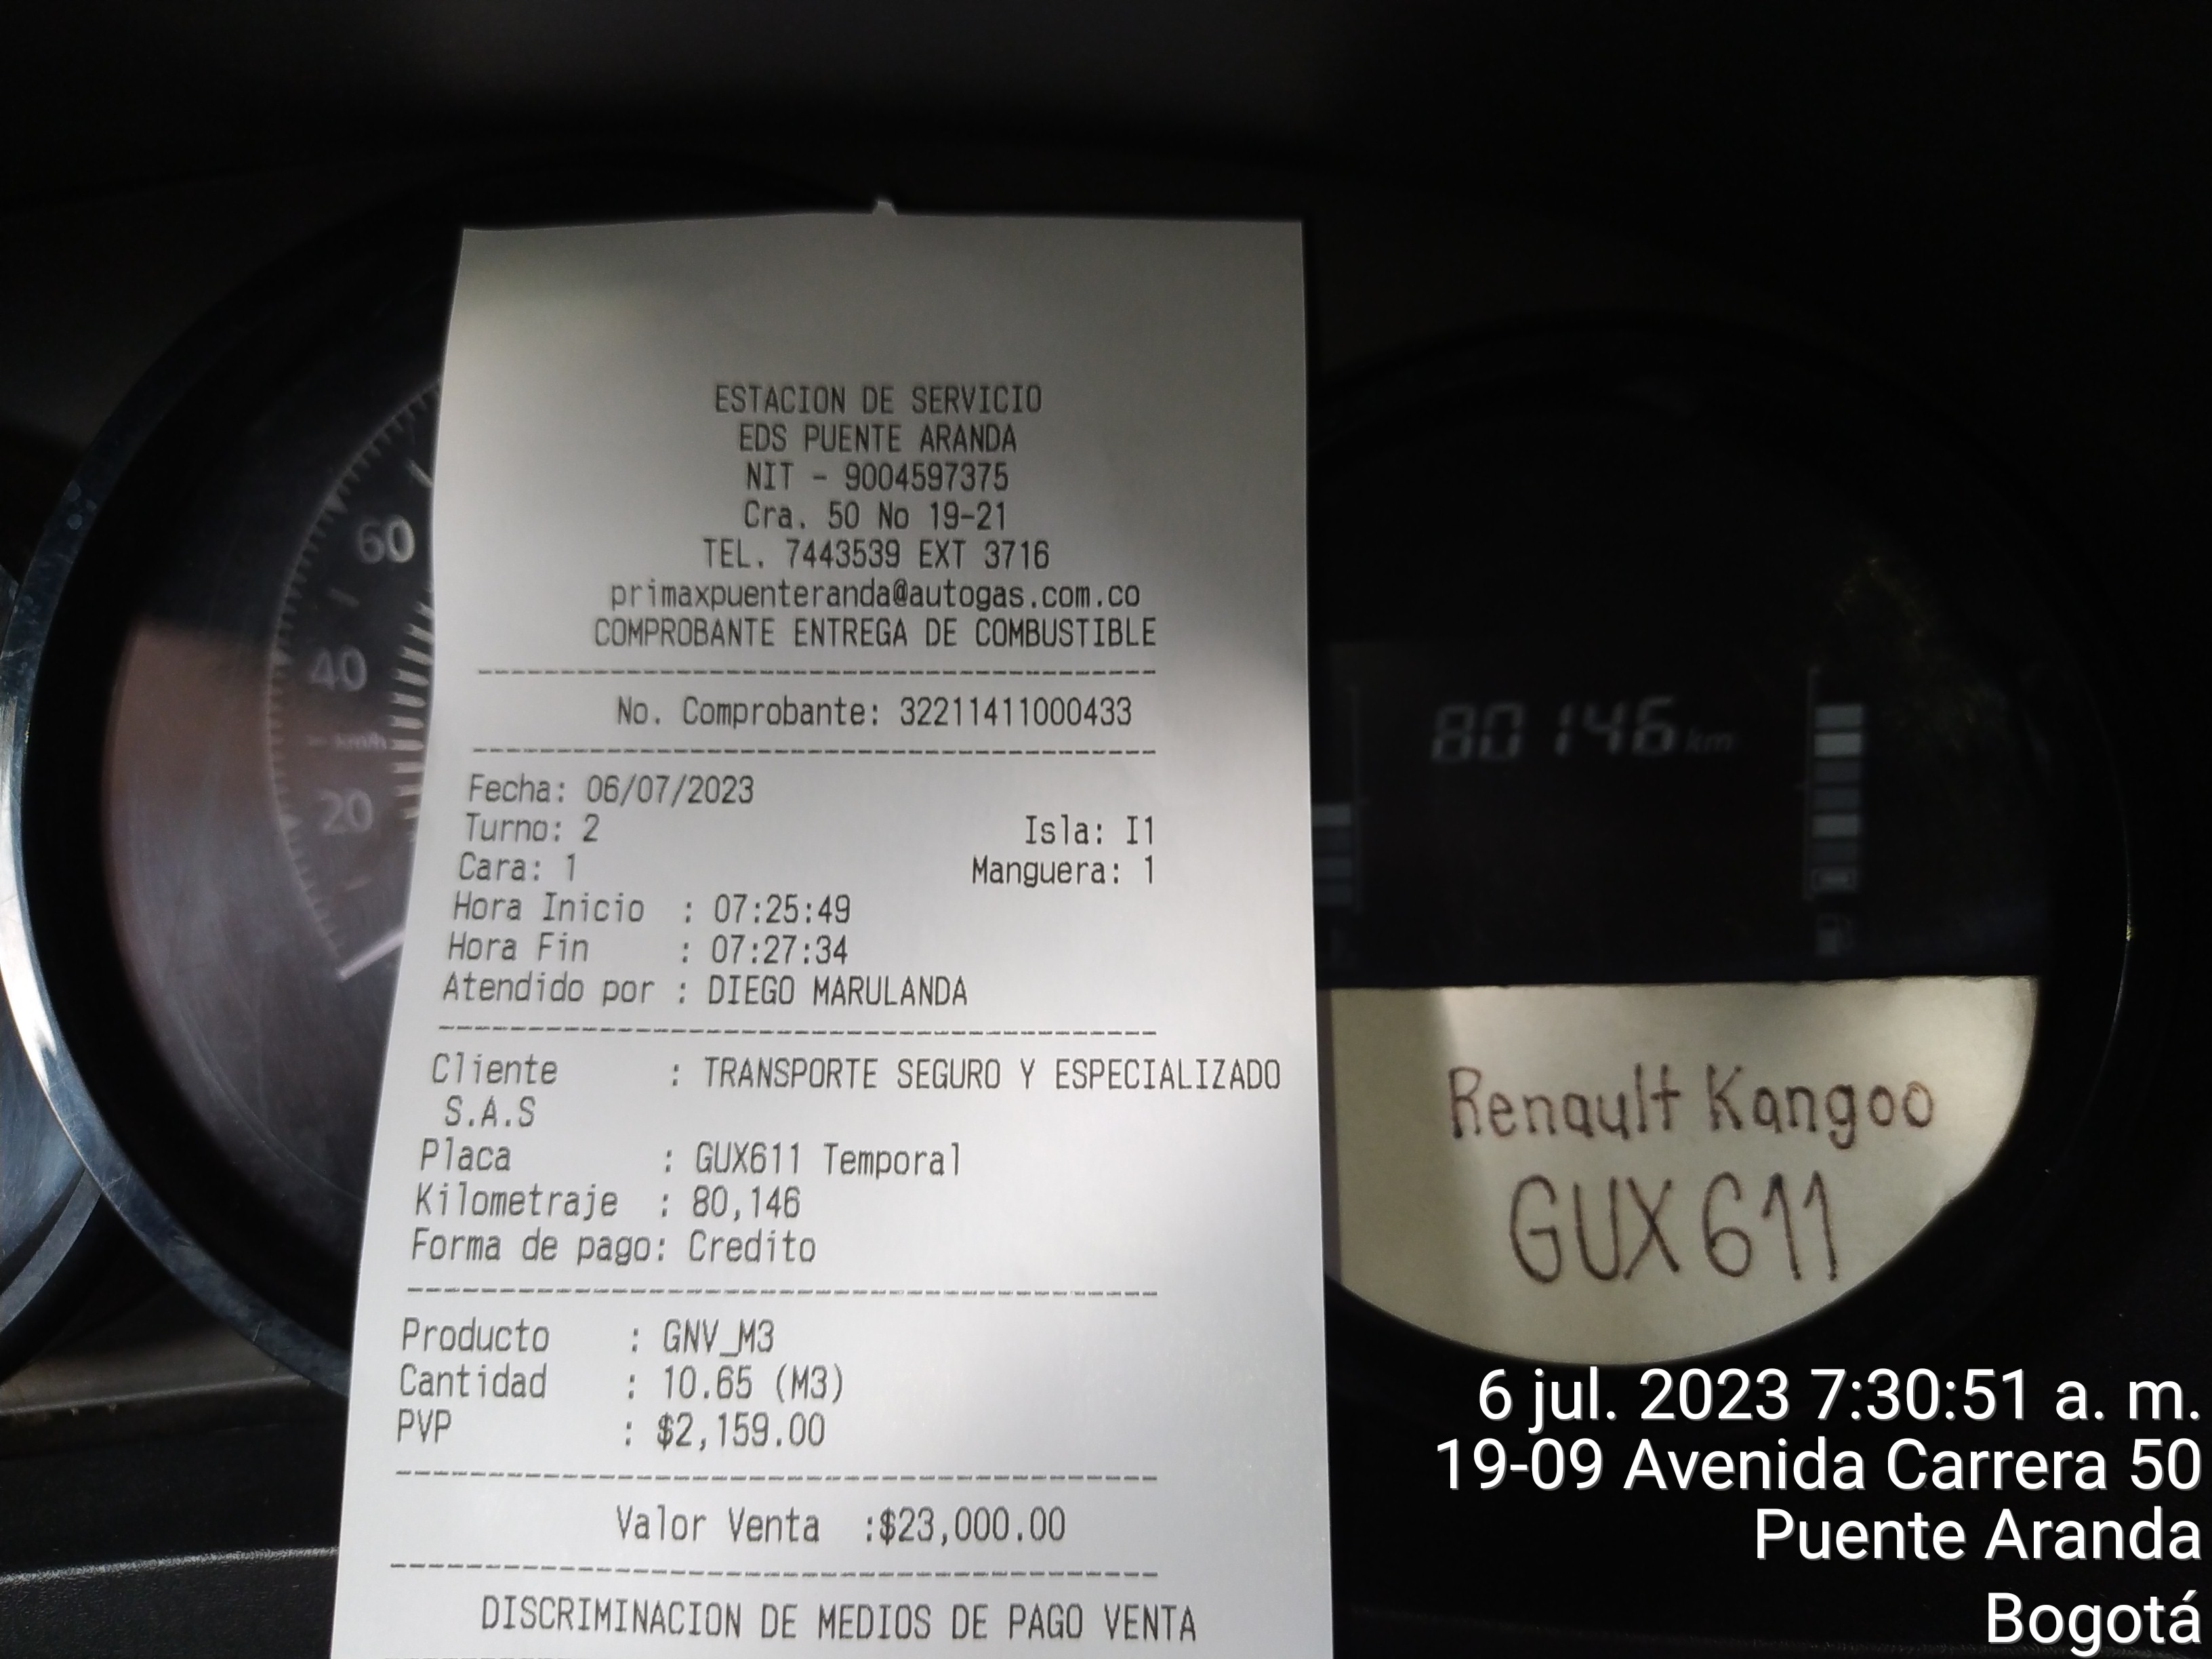 ESTACION DE SERVICIO
EDS PUENTE ARANDA
NIT - 9004597375
Cra. 50 No 19-21
TEL. 7443539 EXT 3716
primaxpuenteranda@autogas.com.co
COMPROBANTE ENTREGA DE COMBUSTIBLE
No. Comprobante: 32211411000433
Fecha: 06/07/2023
Turno: 2 Isla: I1
Cara: 1 Manguera: 1
Hora Inicio : 07:25:49
Hora Fin : 07:27:34
Atendido por : DIEGO MARULANDA
Cliente : TRANSPORTE SEGURO Y ESPECIALIZADO
S.A.S
Placa : GUX611 Temporal
Kilometraje : 80,146
Forma de pago: Credito
Producto : GNV_M3
Cantidad : 10.65 (M3)
PVP : $2,159.00
Valor Venta :$23,000.00
DISCRIMINACION DE MEDIOS DE PAGO VENTA
60
40
km/h
20
80146 km
Renault Kangoo
GUX 611
6 jul. 2023 7:30:51 a. m.
19-09 Avenida Carrera 50
Puente Aranda
Bogotá